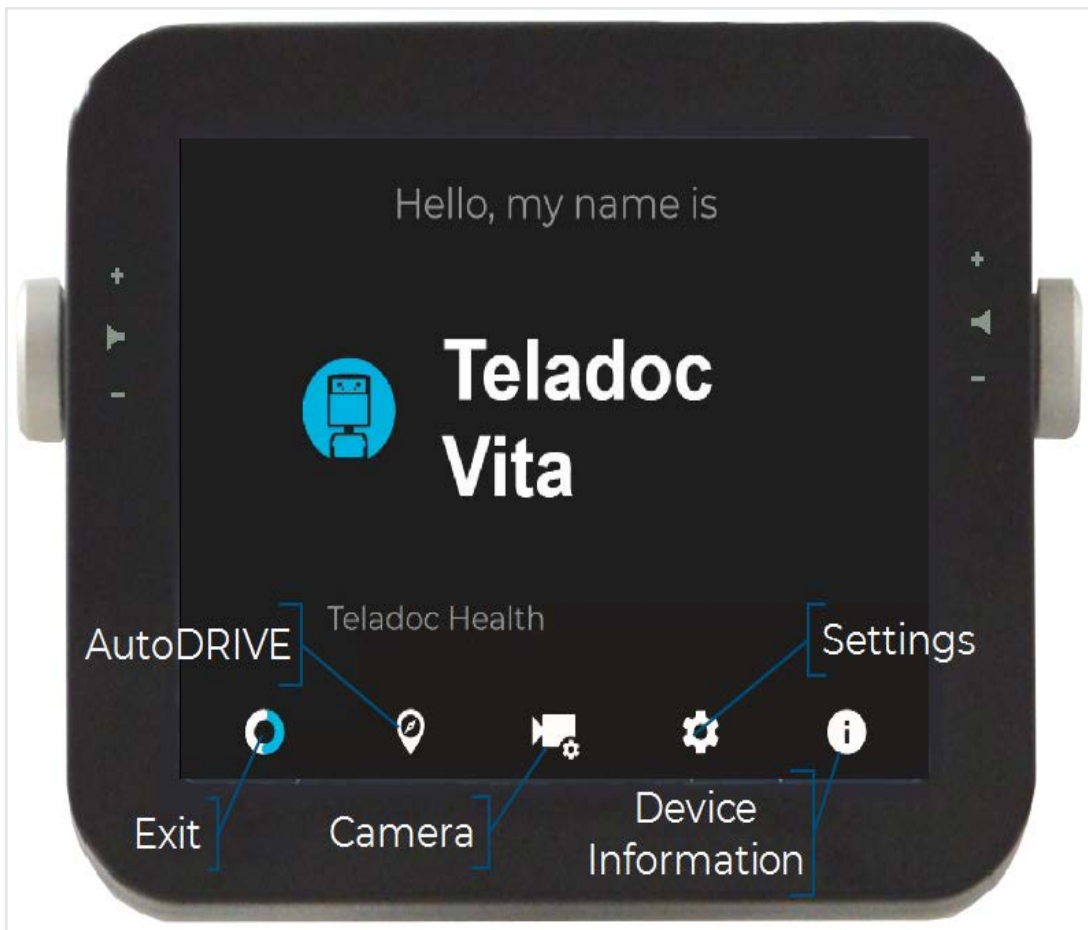 Hello, my name is
+
+
Teladoc
Vita
-
-
Teladoc Health
AutoDRIVE
Settings
i
Exit
Camera
Device
Information